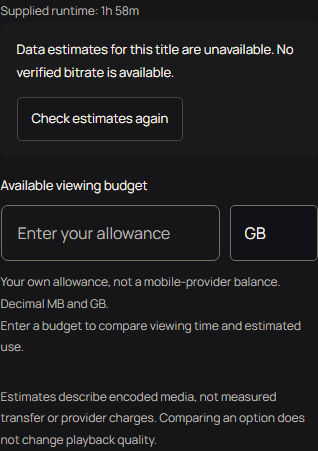 Supplied runtime: 1h 58m
Data estimates for this title are unavailable. No
verified bitrate is available.
Check estimates again
Available viewing budget
Enter your allowance
GB
Your own allowance, not a mobile-provider balance.
Decimal MB and GB.
Enter a budget to compare viewing time and estimated
use.
Estimates describe encoded media, not measured
transfer or provider charges. Comparing an option does
not change playback quality.